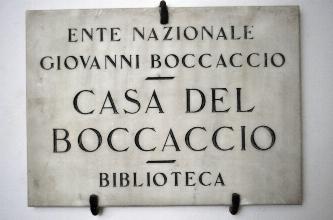 ENTE NAZIONALE
GIOVANNI BOCCACCIO
CASA DEL
BOCCACCIO
BIBLIOTECA